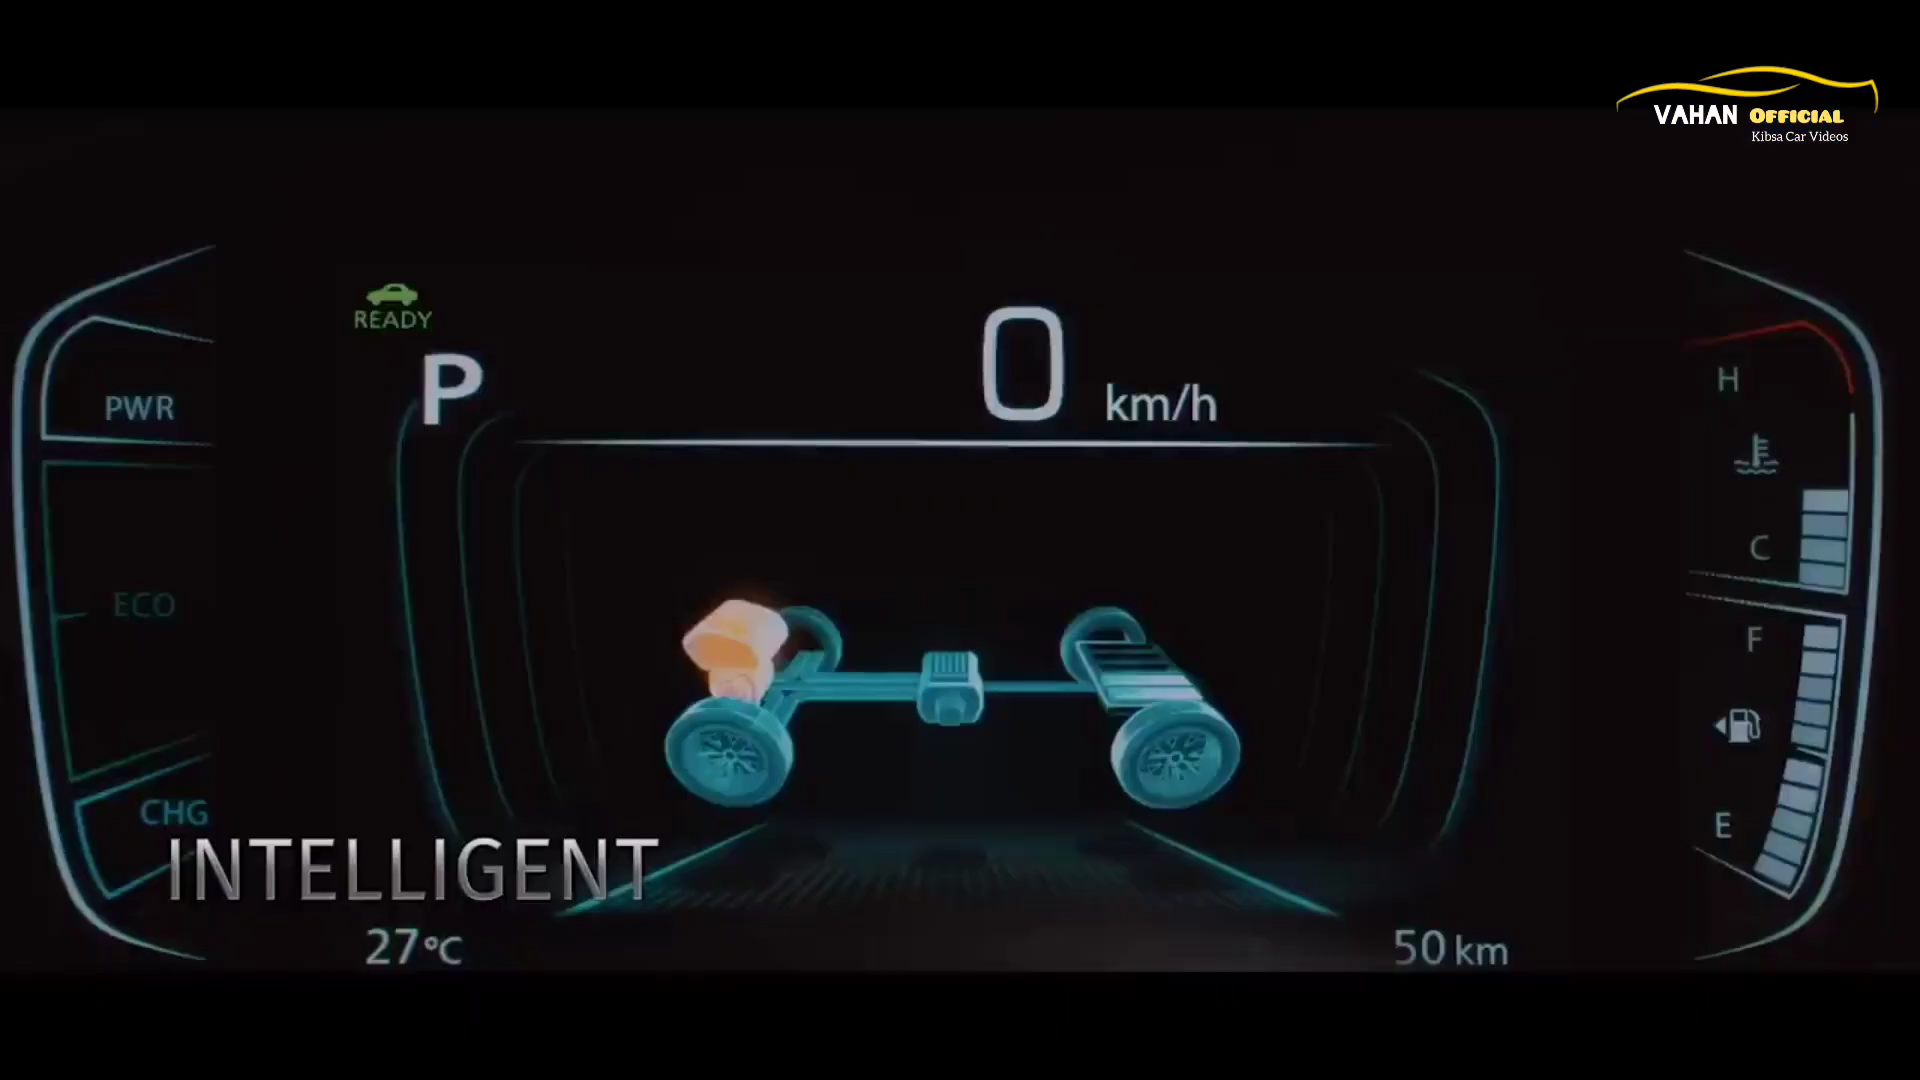 VAHAN OFFICIAL
Kibsa Car Videos
READY
P
0 km/h
PWR
ECO
CHG
H
C
F
E
INTELLIGENT
27°C
50 km